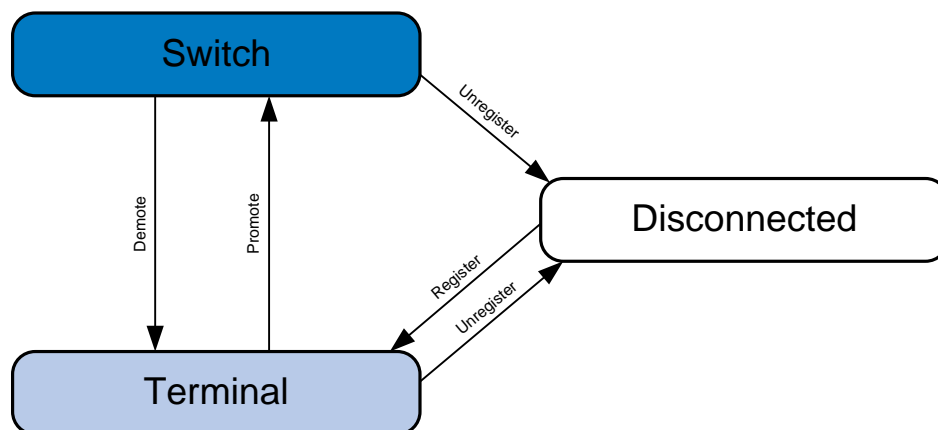 Switch
Unregister
Disconnected
Demote
Promote
Register
Unregister
Terminal